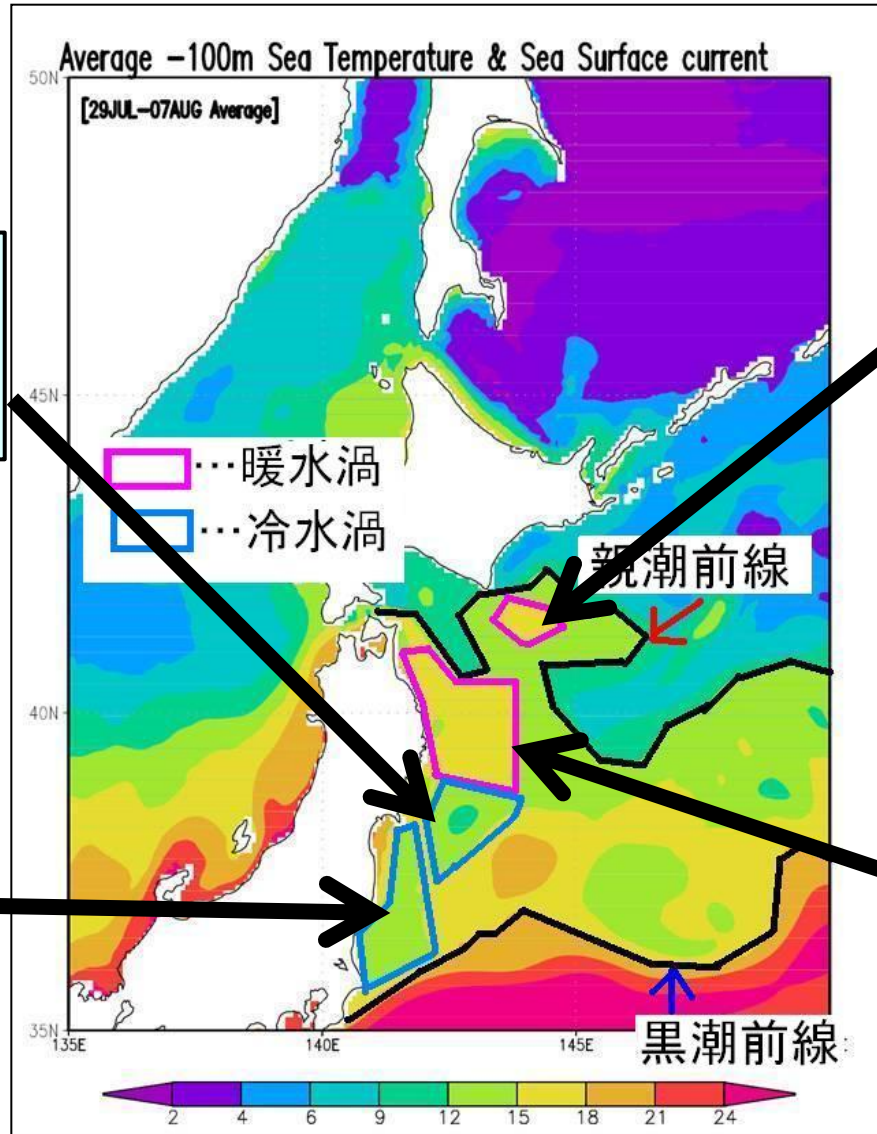 Average -100m Sea Temperature & Sea Surface current
50N
[29JUL-07AUG Average]
45N
…暖水渦
…冷水渦
親潮前線
40N
35N
135E 140E 145E
黒潮前線
2 4 6 9 12 15 18 21 24